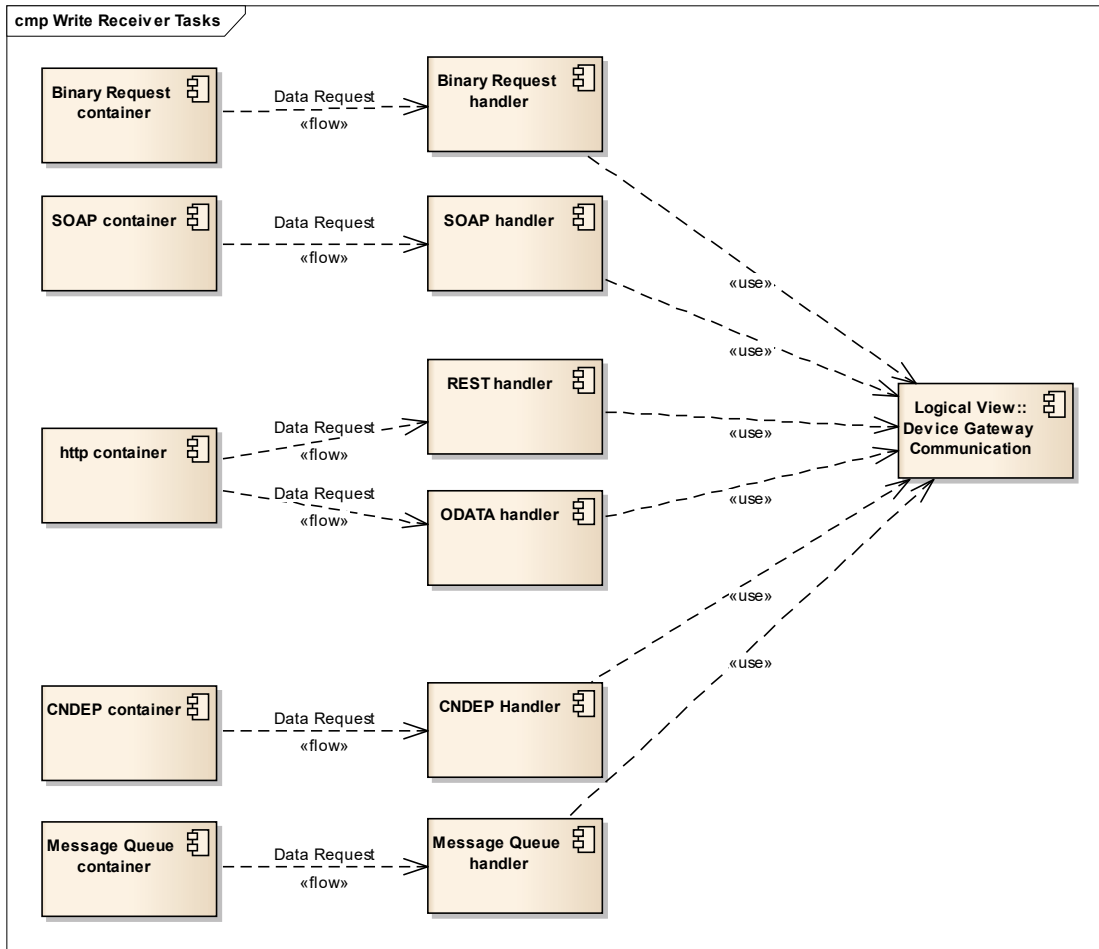 cmp Write Receiver Tasks
Binary Request
container
Data Request
«flow»
Binary Request
handler
SOAP container
Data Request
«flow»
SOAP handler
«use»
«use»
http container
Data Request
«flow»
REST handler
«use»
Data Request
«flow»
ODATA handler
«use»
Logical View::
Device Gateway
Communication
CNDEP container
Data Request
«flow»
CNDEP Handler
«use»
Message Queue
container
Data Request
«flow»
Message Queue
handler
«use»